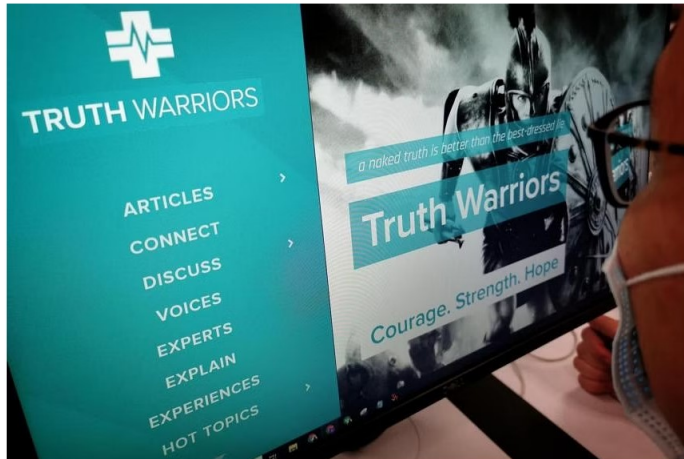 TRUTH WARRIORS
ARTICLES
CONNECT
DISCUSS
VOICES
EXPERTS
EXPLAIN
EXPERIENCES
HOT TOPICS
a naked truth is better than the best-dressed lie
Truth Warriors
Courage. Strength. Hope